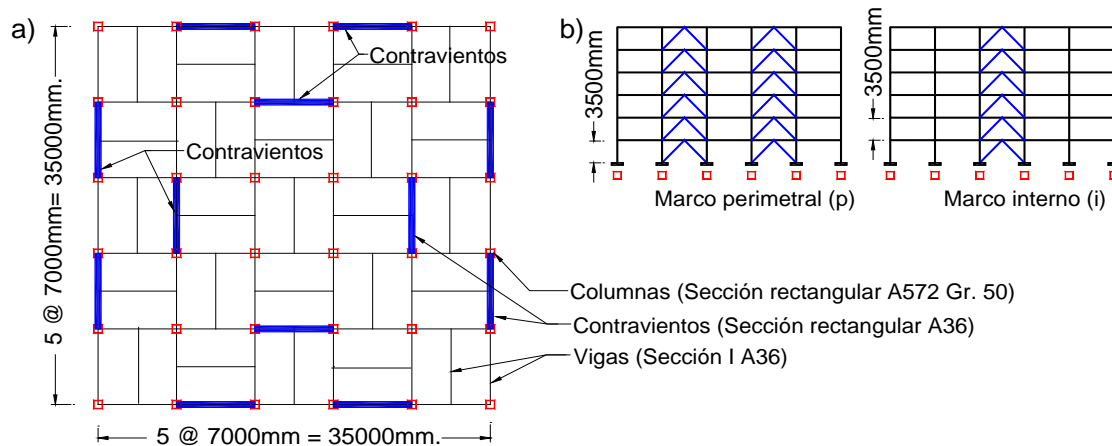 a)
Contravientos
Contravientos
5 @ 7000mm= 35000mm.
5 @ 7000mm = 35000mm.
Columnas (Sección rectangular A572 Gr. 50)
Contravientos (Sección rectangular A36)
Vigas (Sección I A36)
b)
3500mm
Marco perimetral (p)
3500mm
Marco interno (i)